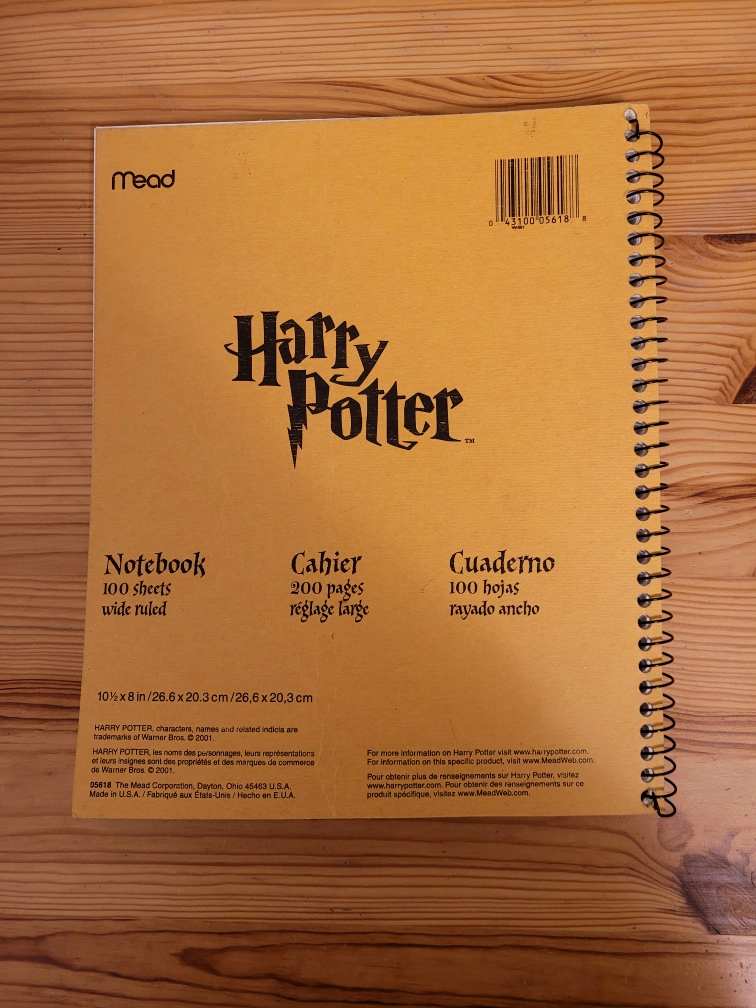 Mead
0 43100 05618 8
Harry
Potter™
Notebook
100 sheets
wide ruled
Cahier
200 pages
réglage large
Cuaderno
100 hojas
rayado ancho
10½ x 8 in / 26.6 x 20.3 cm / 26,6 x 20,3 cm
HARRY POTTER, characters, names and related indicia are
trademarks of Warner Bros. © 2001.
HARRY POTTER, les noms des personnages, leurs représentations
et leurs insignes sont des propriétés et des marques de commerce
de Warner Bros. © 2001.
05618 The Mead Corporation, Dayton, Ohio 45463 U.S.A.
Made in U.S.A. / Fabriqué aux États-Unis / Hecho en E.U.A.
For more information on Harry Potter visit www.harrypotter.com.
For information on this specific product, visit www.MeadWeb.com.
Pour obtenir plus de renseignements sur Harry Potter, visitez
www.harrypotter.com. Pour obtenir des renseignements sur ce
produit spécifique, visitez www.MeadWeb.com.